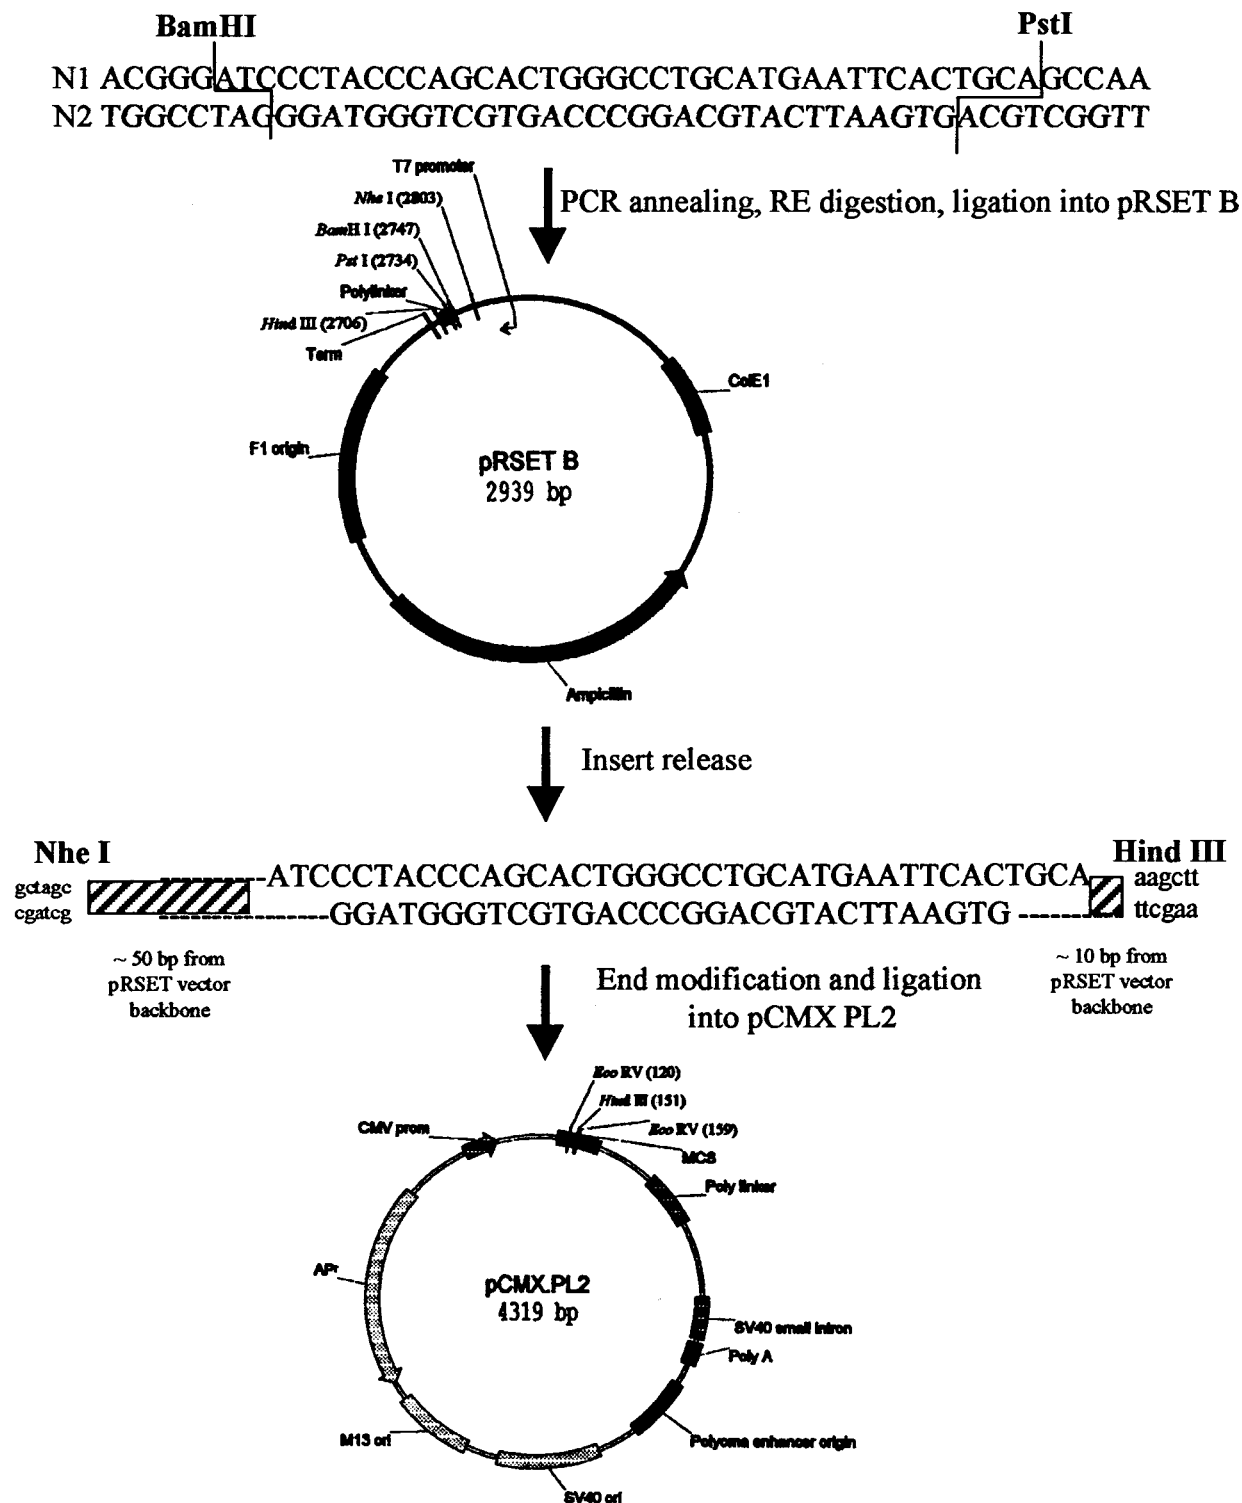 BamHI
PstI
N1 ACGGGATCCCTACCCAGCACTGGGCCTGCATGAATTCACTGCAGCCAA
N2 TGGCCTAGGGATGGGTCGTGACCCGGACGTACTTAAGTGACGTCGGTT
PCR annealing, RE digestion, ligation into pRSET B
T7 promoter
Nhe I (2803)
BamH I (2747)
Pst I (2734)
Polylinker
Hind III (2706)
Term
ColE1
F1 origin
pRSET B
2939 bp
Ampicillin
Insert release
Nhe I
Hind III
gctagc
cgatcg
ATCCCTACCCAGCACTGGGCCTGCATGAATTCACTGCA
GGATGGGTCGTGACCCGGACGTACTTAAGTG
aagctt
ttcgaa
~ 50 bp from
pRSET vector
backbone
~ 10 bp from
pRSET vector
backbone
End modification and ligation
into pCMX PL2
Eco RV (120)
Hind III (151)
Eco RV (159)
CMV prom
MCS
Poly linker
APr
pCMX.PL2
4319 bp
SV40 small intron
Poly A
M13 ori
Polyoma enhancer origin
SV40 ori